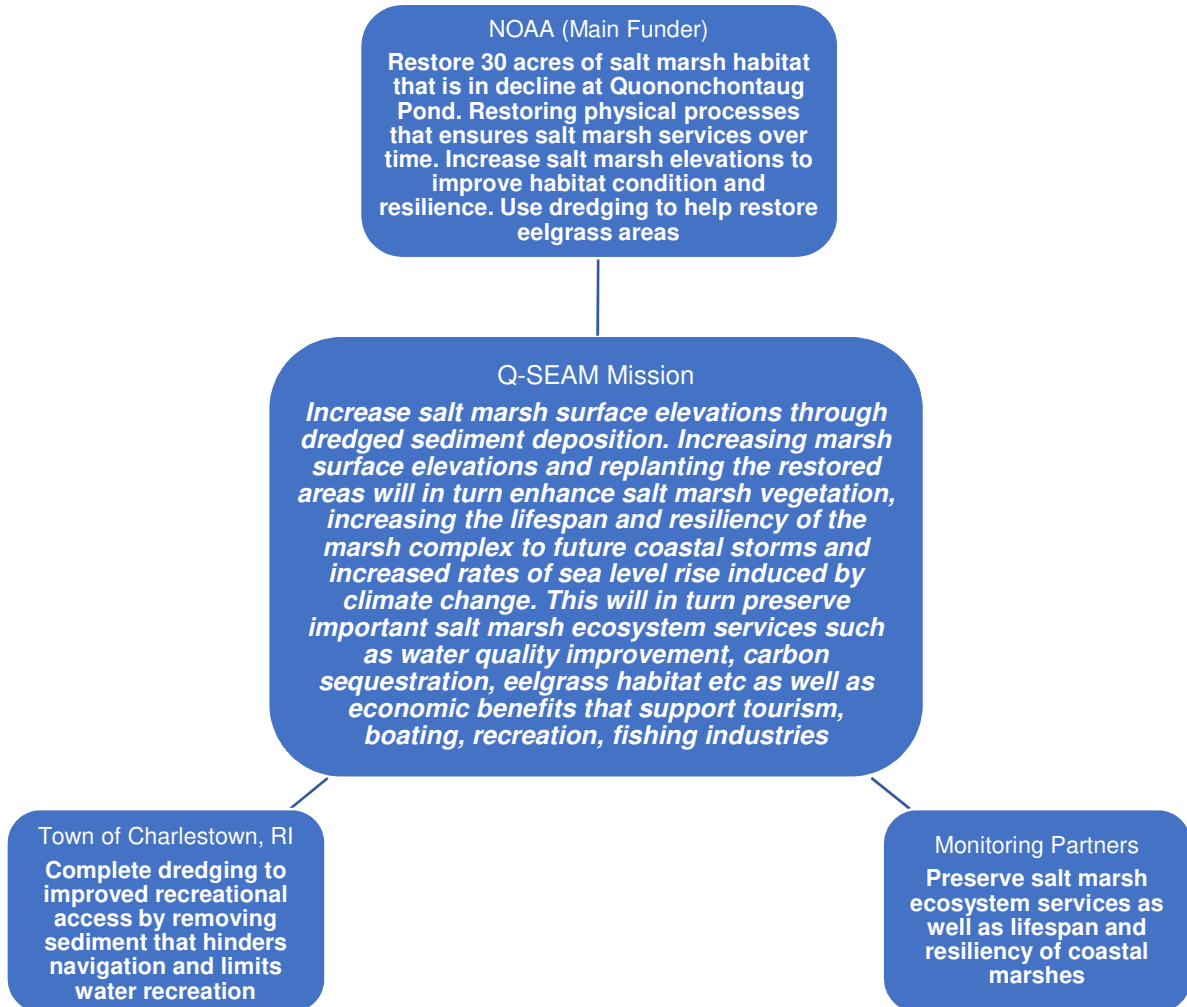 NOAA (Main Funder)
Restore 30 acres of salt marsh habitat
that is in decline at Quononchontaug
Pond. Restoring physical processes
that ensures salt marsh services over
time. Increase salt marsh elevations to
improve habitat condition and
resilience. Use dredging to help restore
eelgrass areas
Q-SEAM Mission
Increase salt marsh surface elevations through
dredged sediment deposition. Increasing marsh
surface elevations and replanting the restored
areas will in turn enhance salt marsh vegetation,
increasing the lifespan and resiliency of the
marsh complex to future coastal storms and
increased rates of sea level rise induced by
climate change. This will in turn preserve
important salt marsh ecosystem services such
as water quality improvement, carbon
sequestration, eelgrass habitat etc as well as
economic benefits that support tourism,
boating, recreation, fishing industries
Town of Charlestown, RI
Complete dredging to
improved recreational
access by removing
sediment that hinders
navigation and limits
water recreation
Monitoring Partners
Preserve salt marsh
ecosystem services as
well as lifespan and
resiliency of coastal
marshes